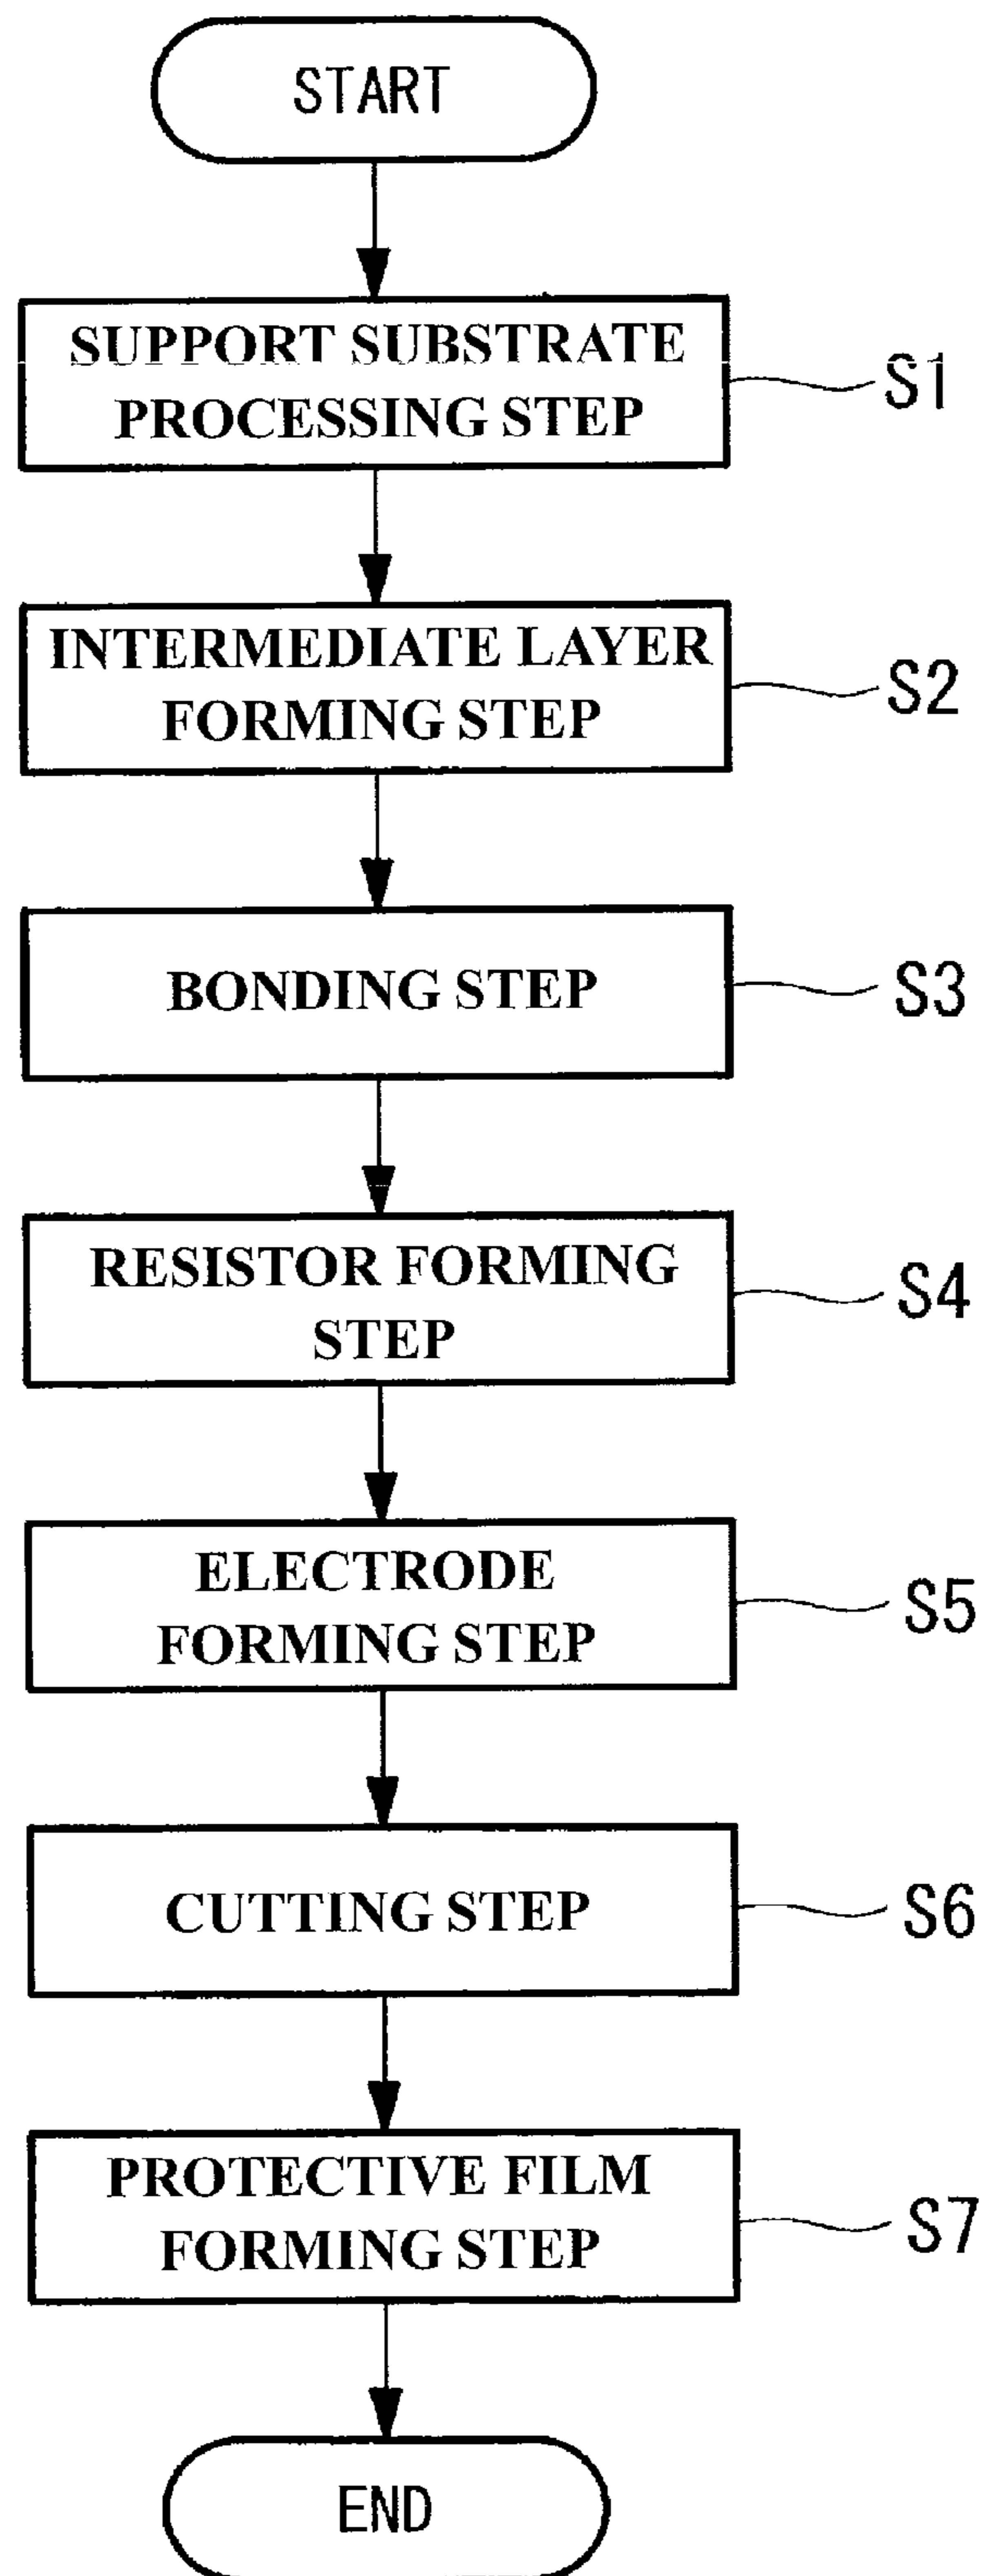 START
SUPPORT SUBSTRATE
PROCESSING STEP
S1
INTERMEDIATE LAYER
FORMING STEP
S2
BONDING STEP
S3
RESISTOR FORMING
STEP
S4
ELECTRODE
FORMING STEP
S5
CUTTING STEP
S6
PROTECTIVE FILM
FORMING STEP
S7
END